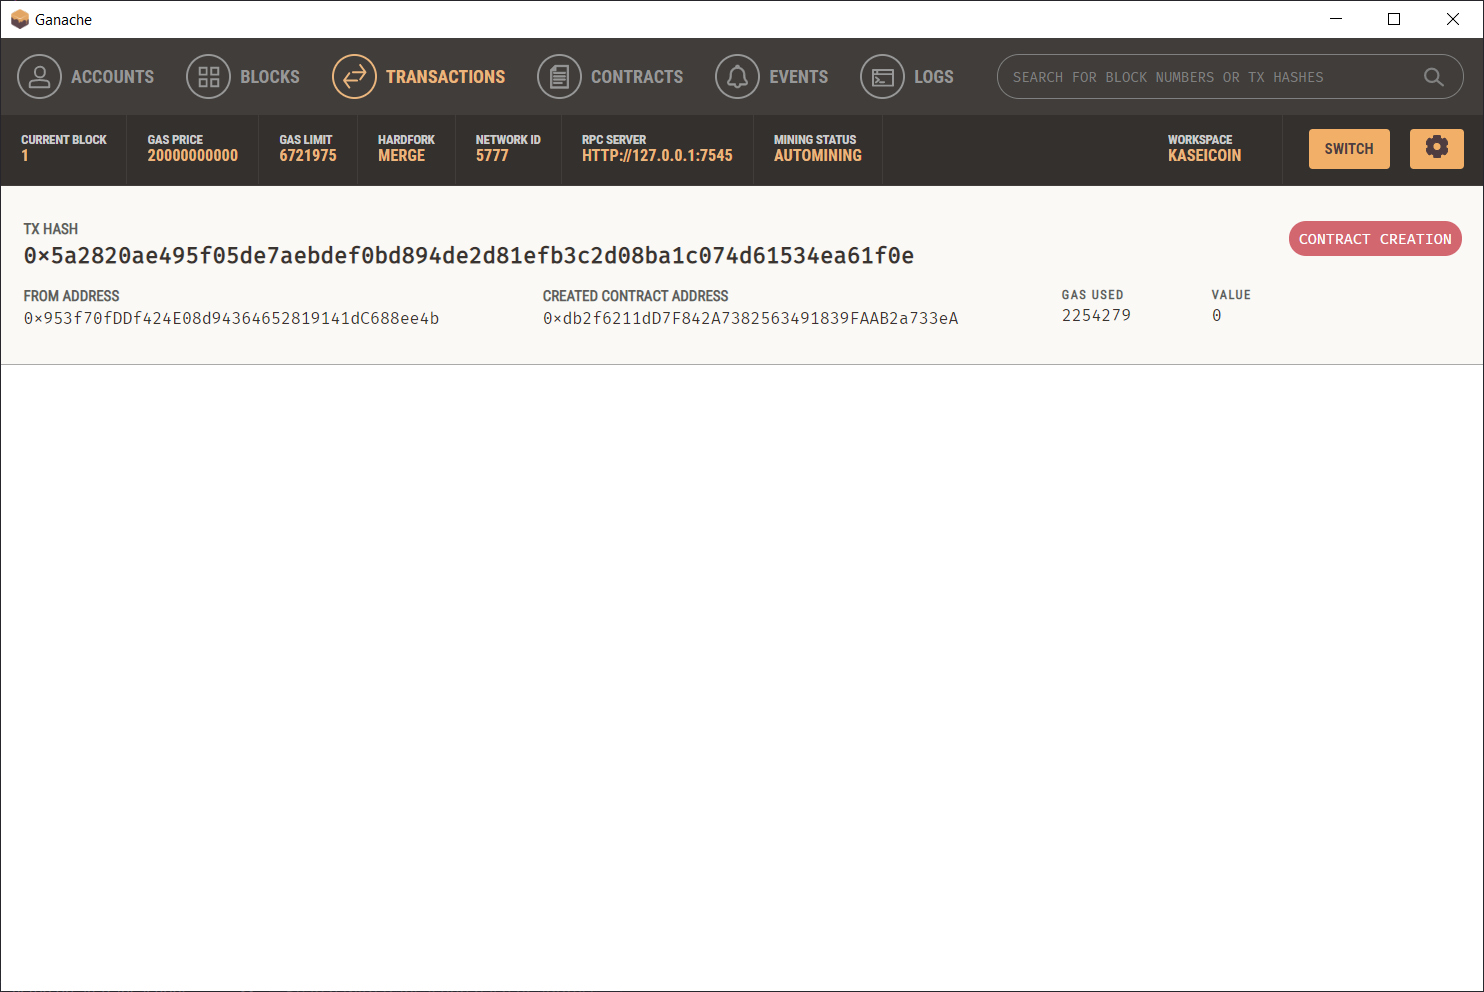 Ganache
ACCOUNTS BLOCKS TRANSACTIONS CONTRACTS EVENTS LOGS SEARCH FOR BLOCK NUMBERS OR TX HASHES
CURRENT BLOCK GAS PRICE GAS LIMIT HARDFORK NETWORK ID RPC SERVER MINING STATUS WORKSPACE
1 20000000000 6721975 MERGE 5777 HTTP://127.0.0.1:7545 AUTOMINING KASEICOIN SWITCH
TX HASH
0×5a2820ae495f05de7aebdef0bd894de2d81efb3c2d08ba1c074d61534ea61f0e CONTRACT CREATION
FROM ADDRESS CREATED CONTRACT ADDRESS GAS USED VALUE
0×953f70fDDf424E08d94364652819141dC688ee4b 0×db2f6211dD7F842A7382563491839FAAB2a733eA 2254279 0